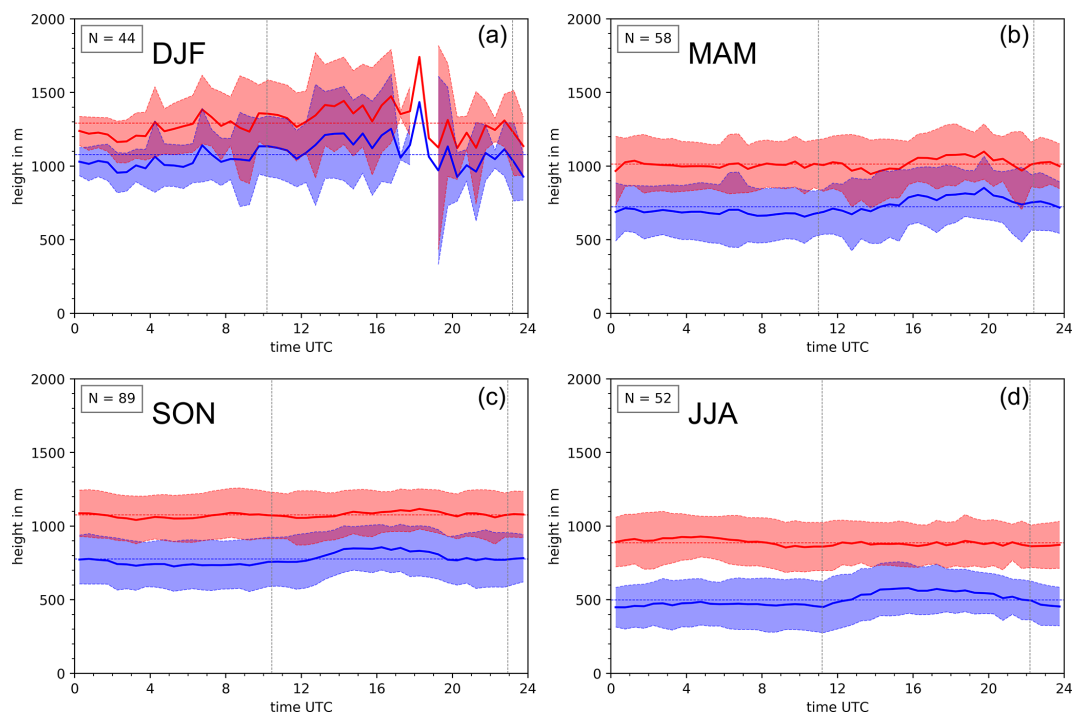 N = 44
DJF
(a)
2000
1500
1000
500
0
height in m
0 4 8 12 16 20 24
time UTC
N = 58
MAM
(b)
2000
1500
1000
500
0
height in m
0 4 8 12 16 20 24
time UTC
N = 89
SON
(c)
2000
1500
1000
500
0
height in m
0 4 8 12 16 20 24
time UTC
N = 52
JJA
(d)
2000
1500
1000
500
0
height in m
0 4 8 12 16 20 24
time UTC